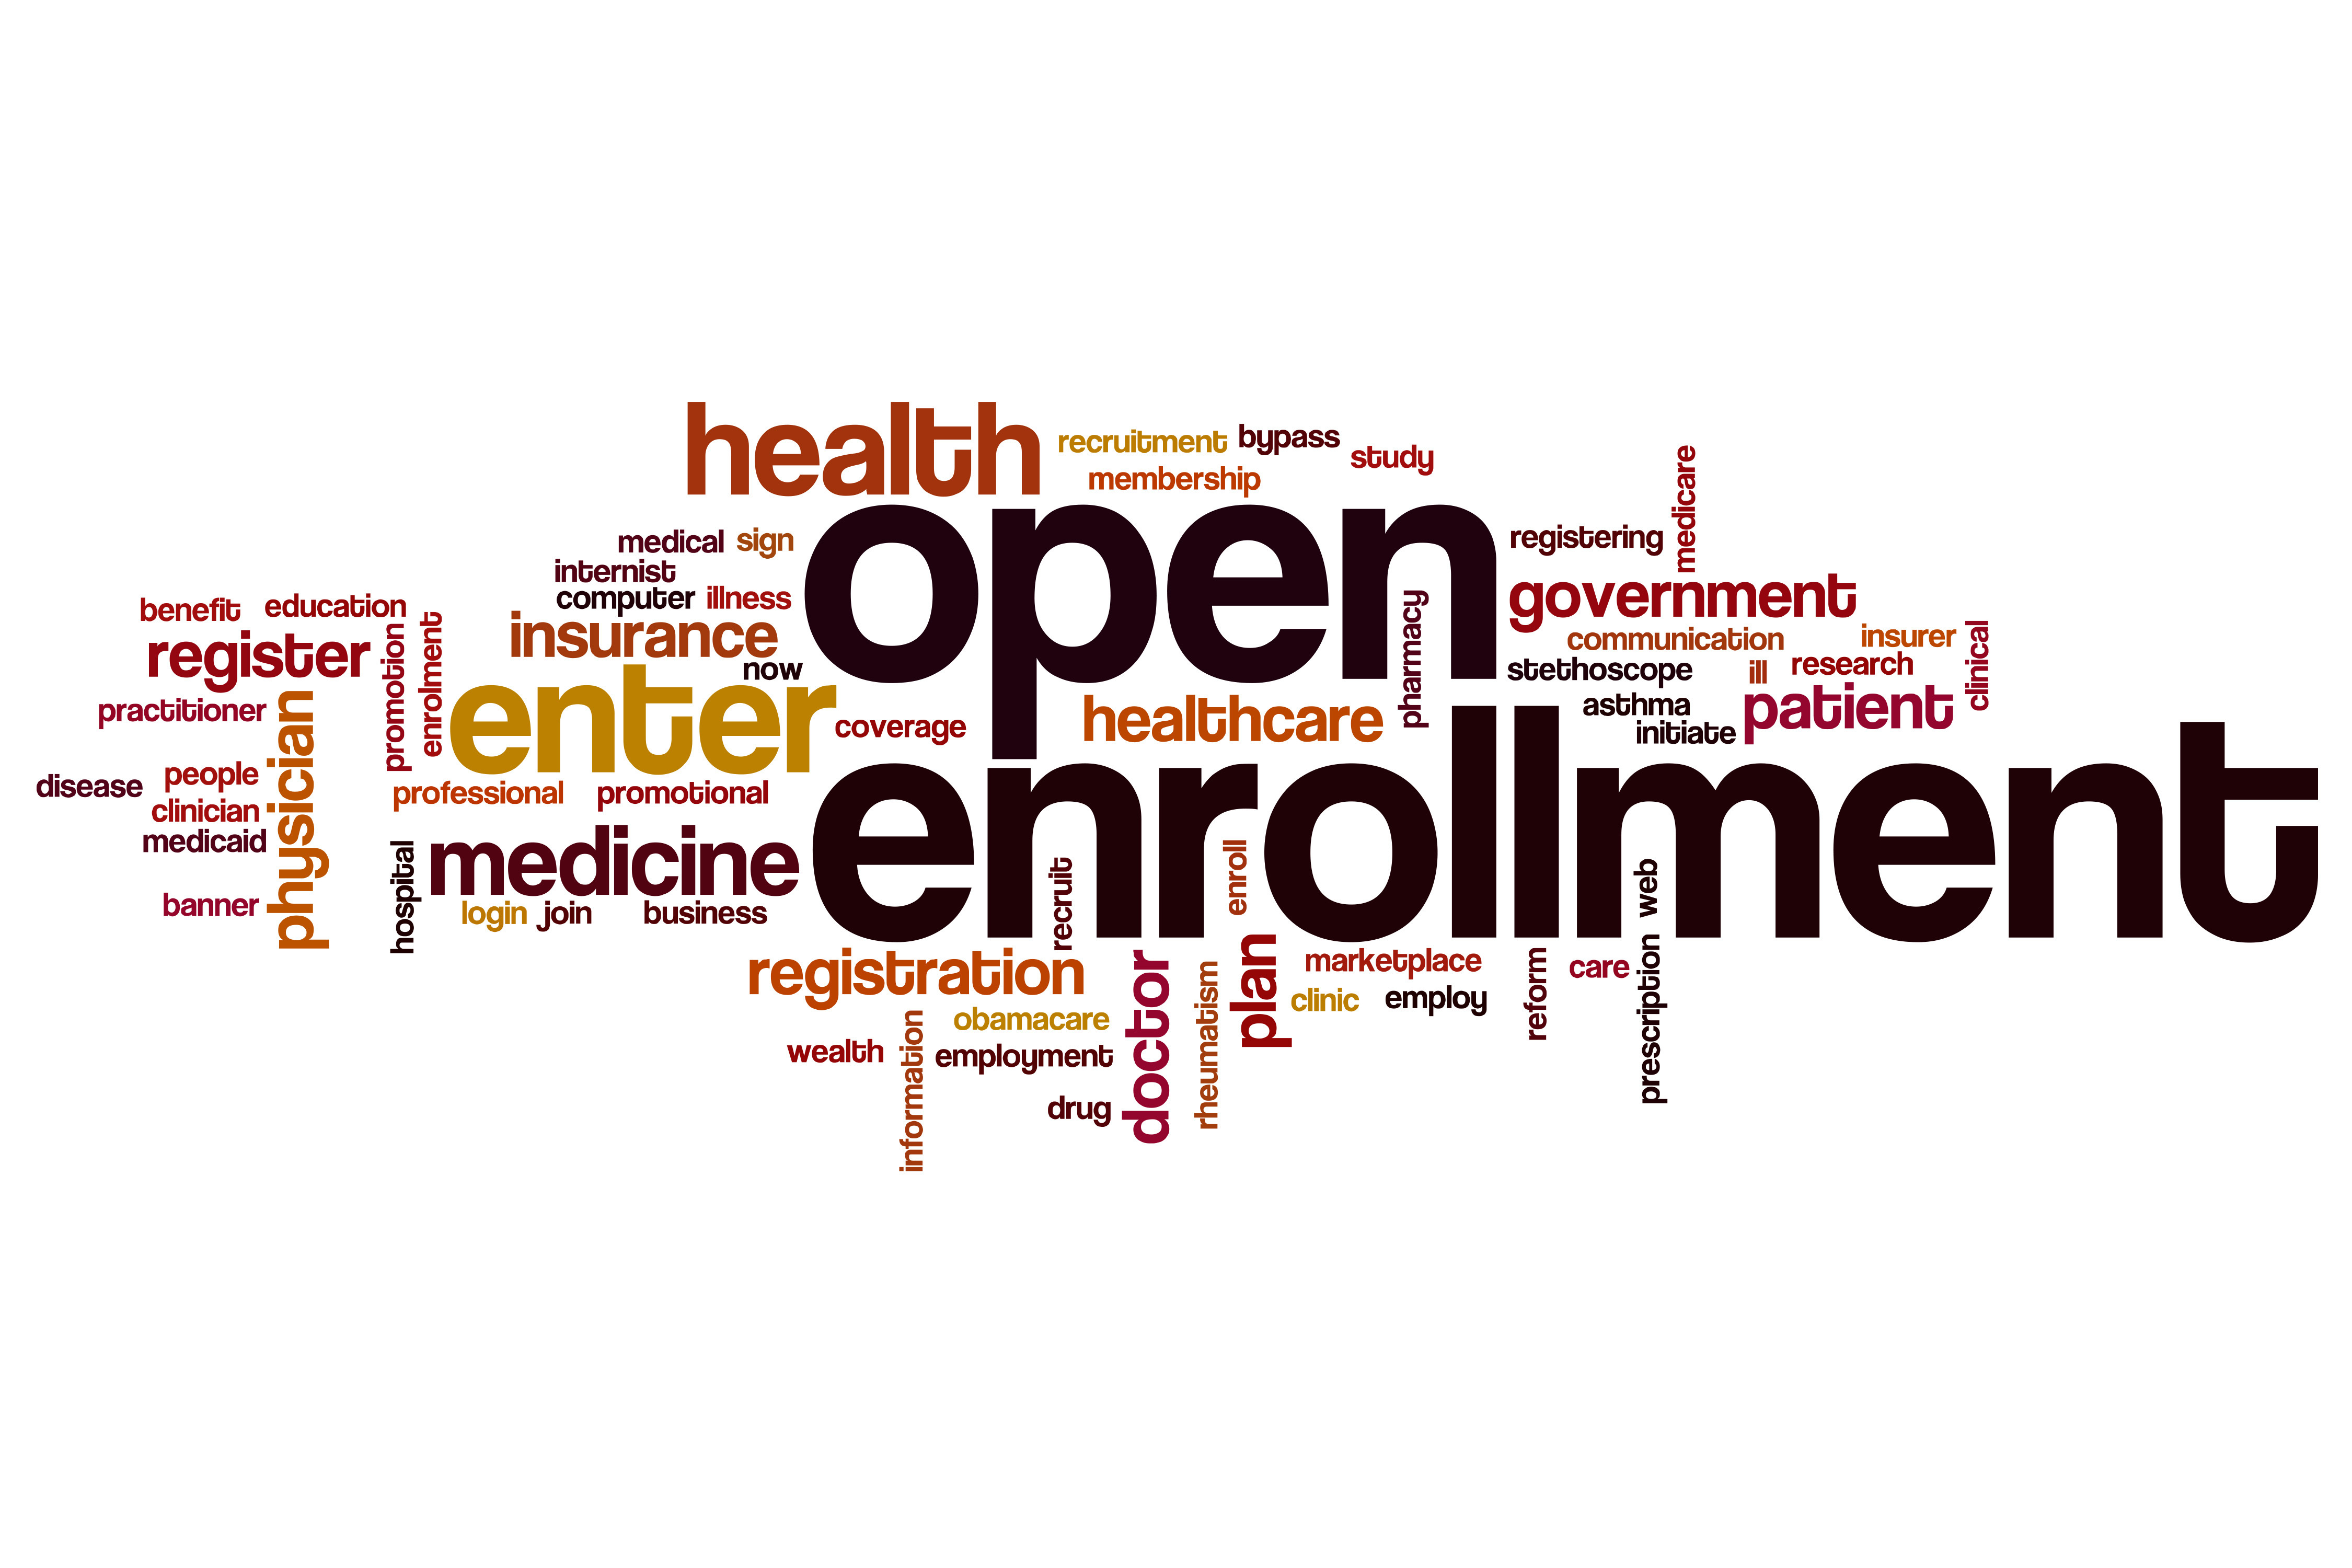 health
recruitment
bypass
study
membership
medicare
open
medical
sign
registering
internist
computer
illness
government
benefit
education
promotion
enrolment
insurance
pharmacy
communication
insurer
clinical
register
now
stethoscope
ill
research
practitioner
physician
enter
coverage
healthcare
asthma
patient
initiate
disease
people
professional
promotional
enrollment
clinician
medicaid
hospital
medicine
recruit
enroll
web
banner
login
join
business
registration
doctor
rheumatism
plan
marketplace
reform
care
prescription
clinic
employ
information
obamacare
wealth
employment
drug